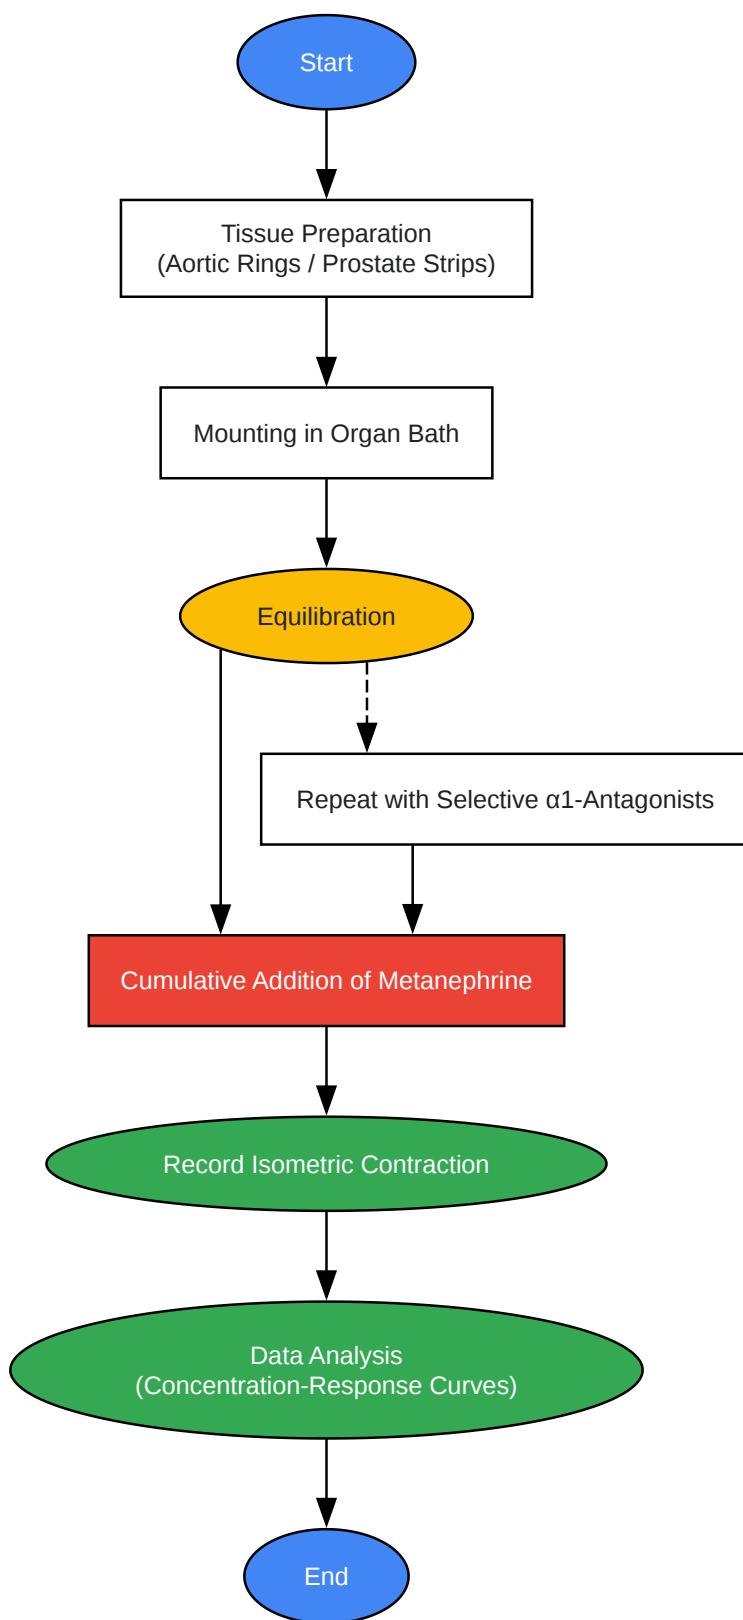 Start
Tissue Preparation
(Aortic Rings / Prostate Strips)
Mounting in Organ Bath
Equilibration
Repeat with Selective α1-Antagonists
Cumulative Addition of Metanephrine
Record Isometric Contraction
Data Analysis
(Concentration-Response Curves)
End